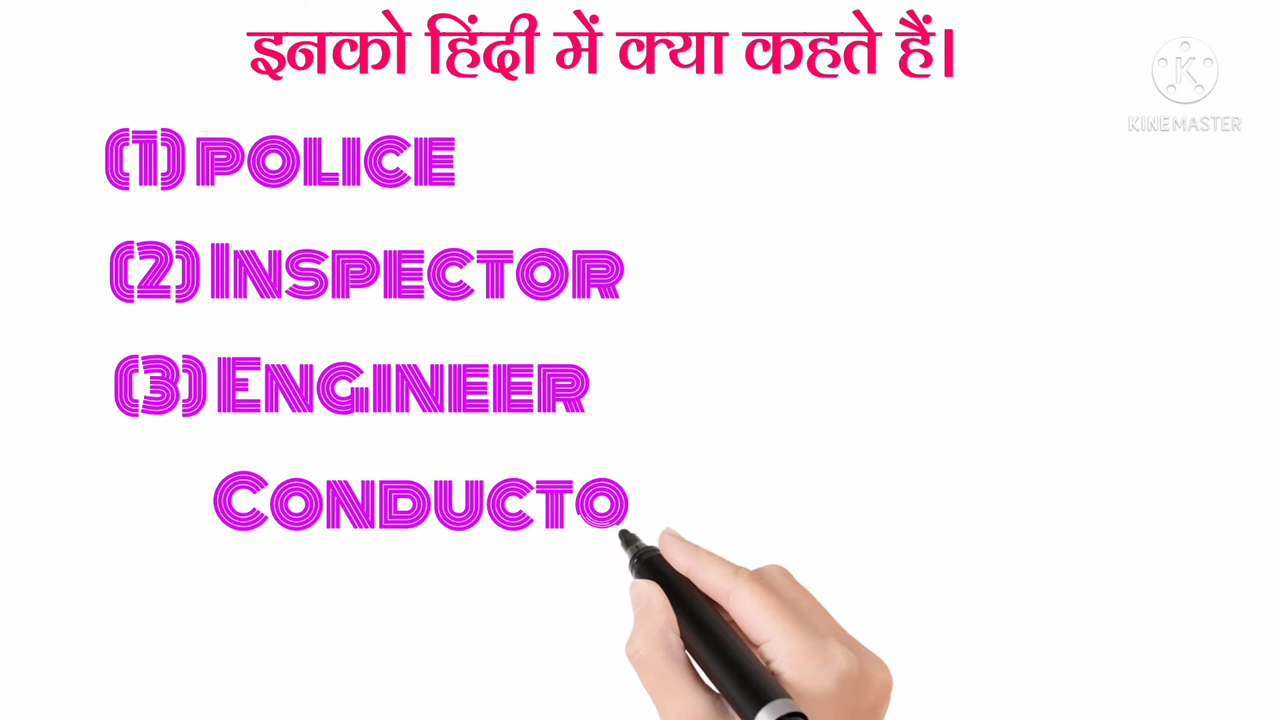 इनको हिंदी में क्या कहते हैं।
KINEMASTER
(1) POLICE
(2) INSPECTOR
(3) ENGINEER
CONDUCTO